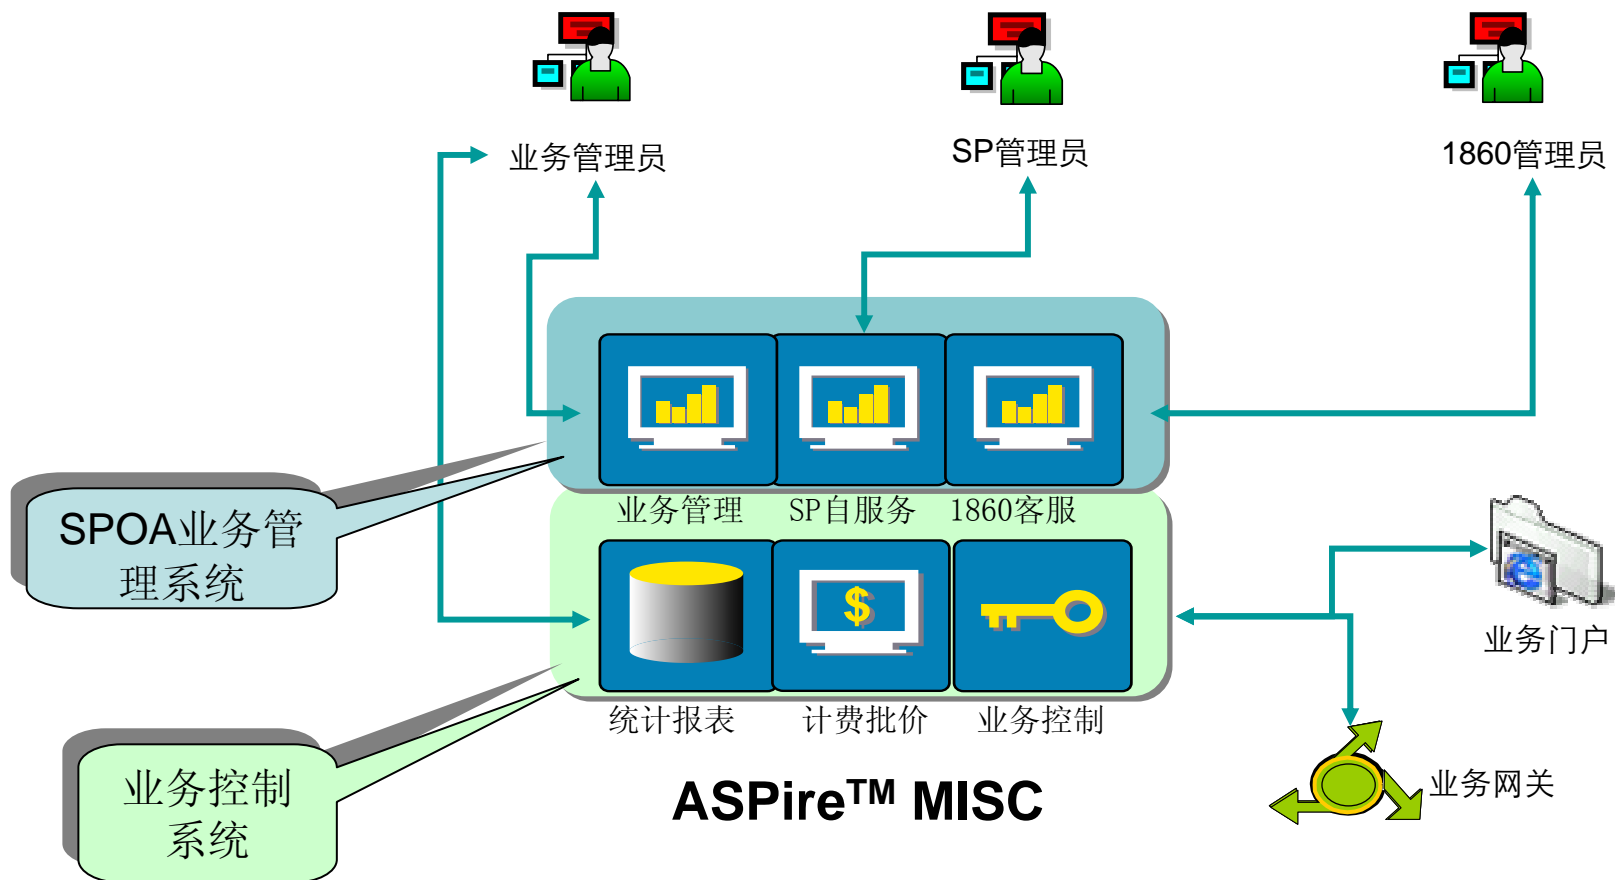 业务管理员
SP管理员
1860管理员
业务管理
SP自服务
1860客服
SPOA业务管
理系统
业务门户
统计报表
计费批价
业务控制
业务控制
系统
ASPire™ MISC
业务网关